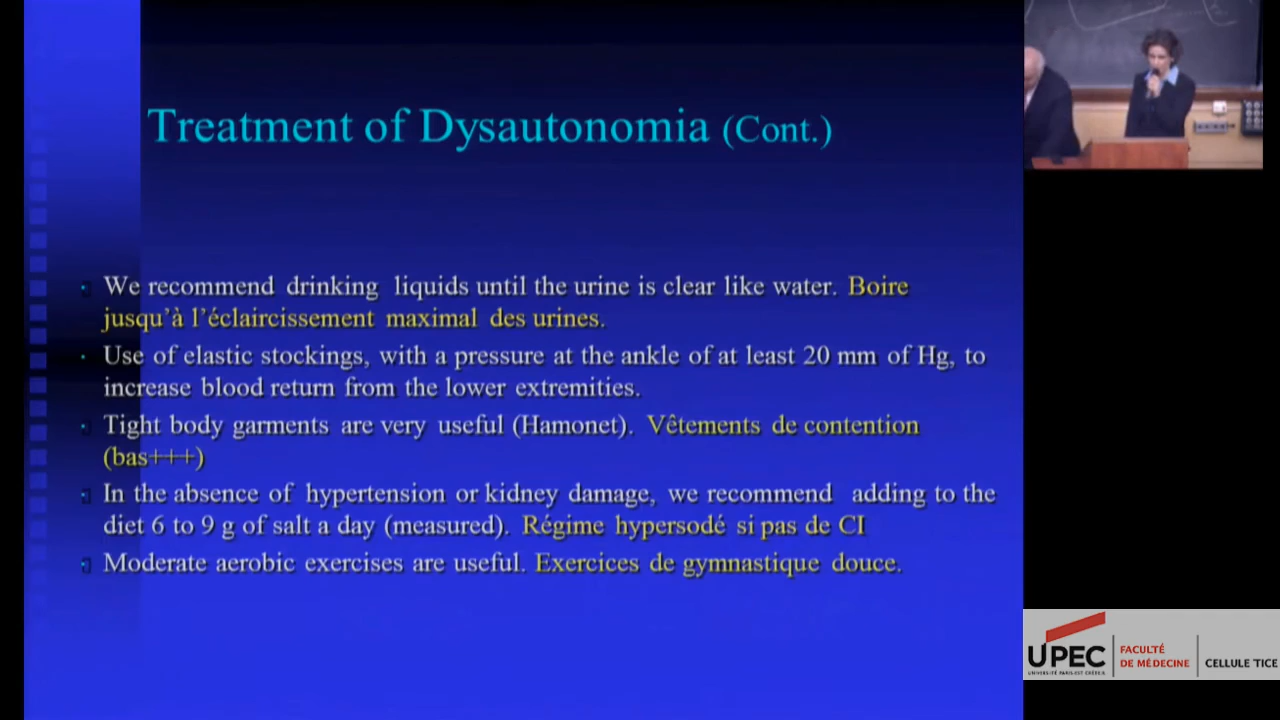 Treatment of Dysautonomia (Cont.)
We recommend drinking liquids until the urine is clear like water. Boire
jusqu’à l’éclaircissement maximal des urines.
Use of elastic stockings, with a pressure at the ankle of at least 20 mm of Hg, to
increase blood return from the lower extremities.
Tight body garments are very useful (Hamonet). Vêtements de contention
(bas+++)
In the absence of hypertension or kidney damage, we recommend adding to the
diet 6 to 9 g of salt a day (measured). Régime hypersodé si pas de CI
Moderate aerobic exercises are useful. Exercices de gymnastique douce.
UPEC
UNIVERSITÉ PARIS-EST CRÉTEIL
FACULTÉ
DE MÉDECINE
CELLULE TICE